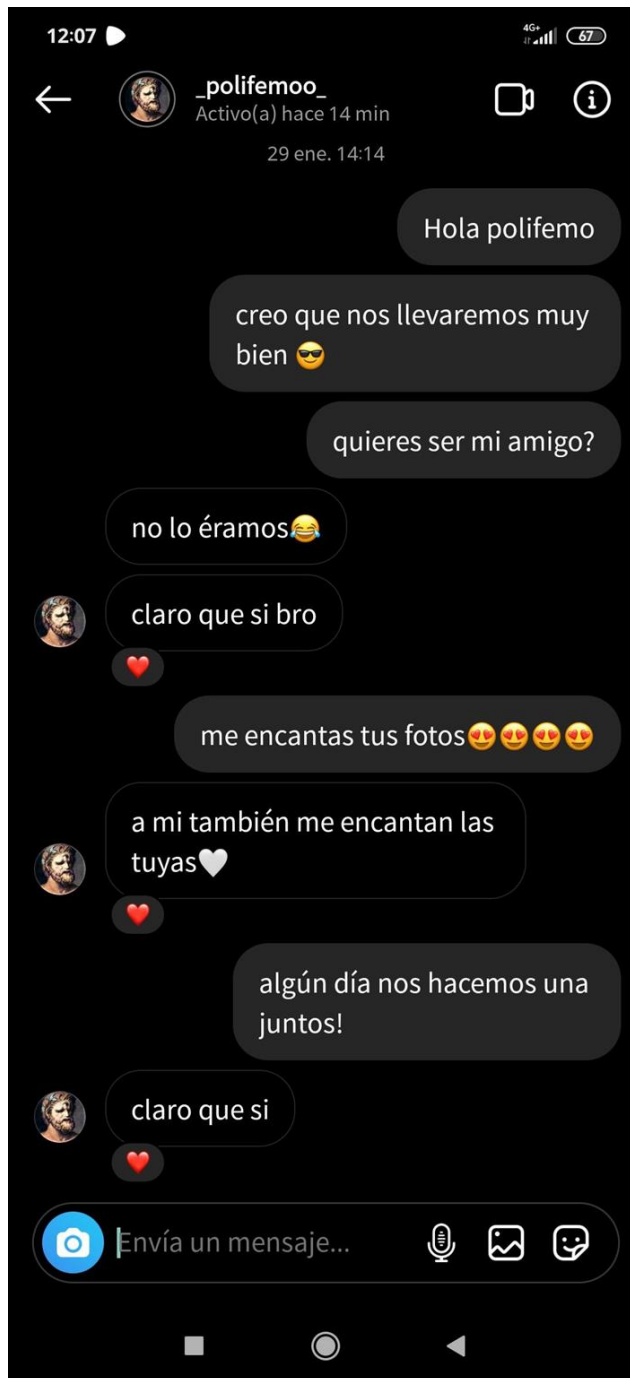 12:07
4G+
67
_polifemoo_
Activo(a) hace 14 min
29 ene. 14:14
Hola polifemo
creo que nos llevaremos muy
bien 😎
quieres ser mi amigo?
no lo éramos😂
claro que si bro
❤️
me encantas tus fotos😍😍😍😍
a mi también me encantan las
tuyas🤍
❤️
algún día nos hacemos una
juntos!
claro que si
❤️
Envía un mensaje...